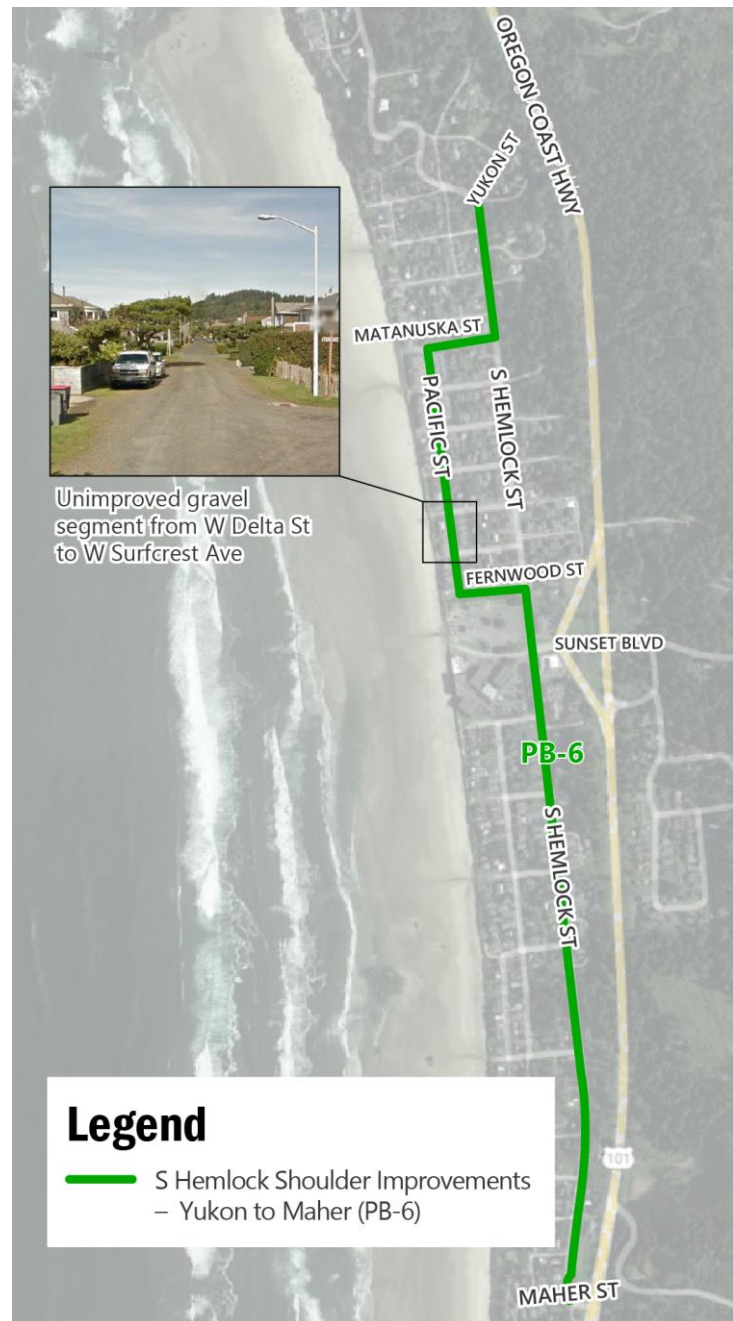 OREGON COAST HWY
YUKON ST
MATANUSKA ST
PACIFIC ST
S HEMLOCK ST
Unimproved gravel
segment from W Delta St
to W Surfcrest Ave
FERNWOOD ST
SUNSET BLVD
PB-6
S HEMLOCK ST
101
Legend
S Hemlock Shoulder Improvements
– Yukon to Maher (PB-6)
MAHER ST